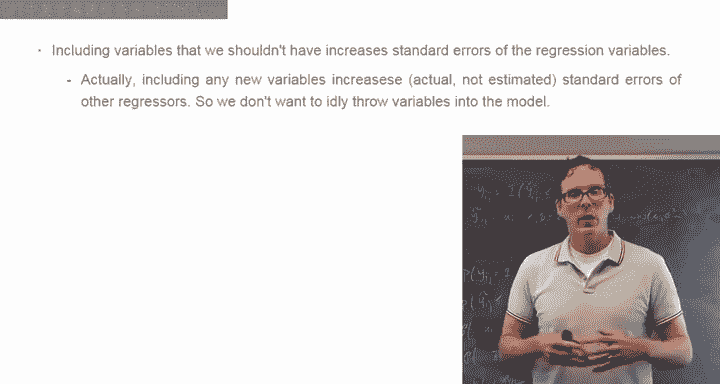 · Including variables that we shouldn't have increases standard errors of the regression variables.
- Actually, including any new variables increasese (actual, not estimated) standard errors of
other regressors. So we don't want to idly throw variables into the model.